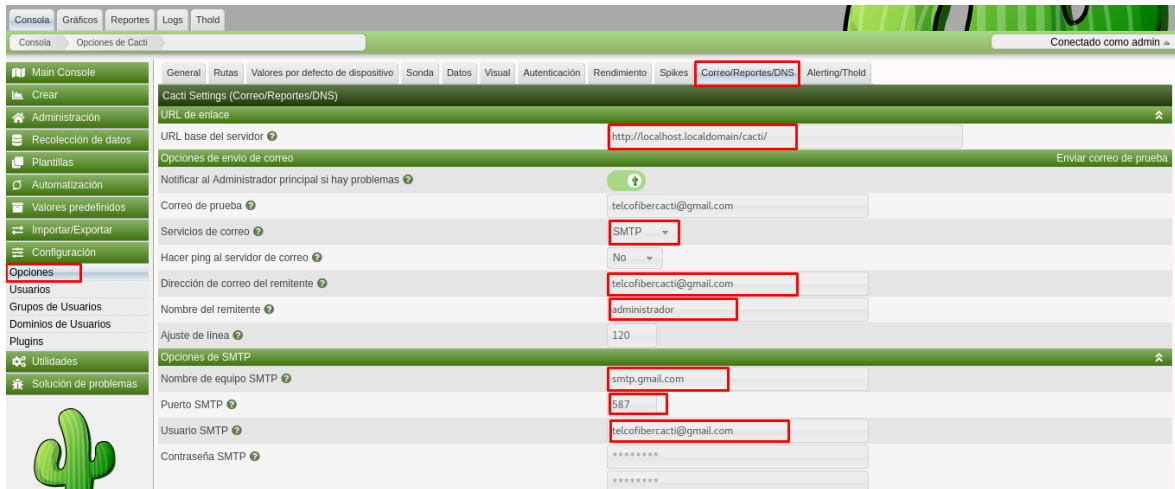 Consola Gráficos Reportes Logs Thold
Consola Opciones de Cacti Conectado como admin
Main Console
Crear
Administración
Recolección de datos
Plantillas
Automatización
Valores predefinidos
Importar/Exportar
Configuración
Opciones
Usuarios
Grupos de Usuarios
Dominios de Usuarios
Plugins
Utilidades
Solución de problemas
General Rutas Valores por defecto de dispositivo Sonda Datos Visual Autenticación Rendimiento Spikes Correo/Reportes/DNS Alerting/Thold
Cacti Settings (Correo/Reportes/DNS)
URL de enlace
URL base del servidor http://localhost.localdomain/cacti/
Opciones de envio de correo Enviar correo de prueba
Notificar al Administrador principal si hay problemas
Correo de prueba telcofibercacti@gmail.com
Servicios de correo SMTP
Hacer ping al servidor de correo No
Dirección de correo del remitente telcofibercacti@gmail.com
Nombre del remitente administrador
Ajuste de línea 120
Opciones de SMTP
Nombre de equipo SMTP smtp.gmail.com
Puerto SMTP 587
Usuario SMTP telcofibercacti@gmail.com
Contraseña SMTP ********
********